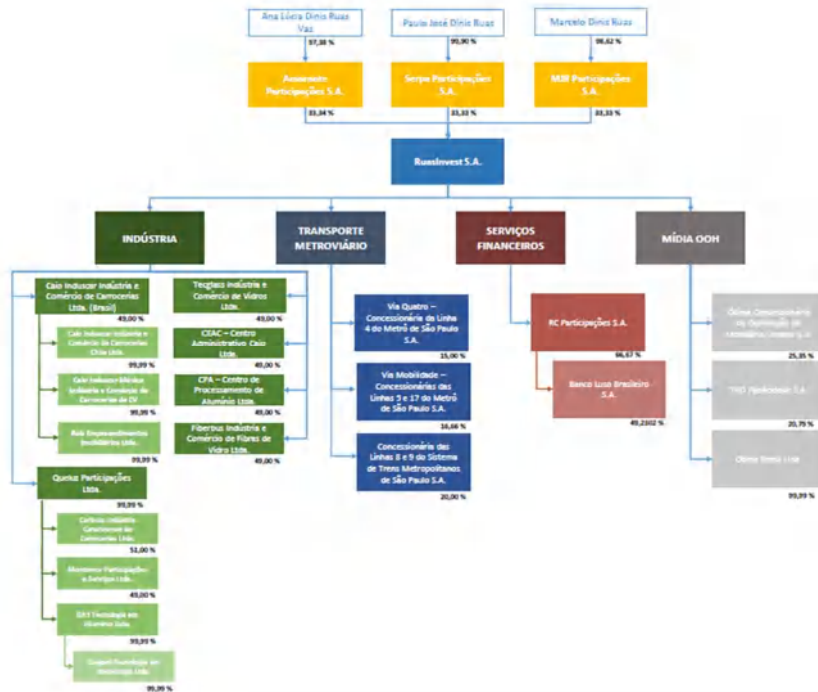 Ana Lúcia Dinis Ruas
Vaz
97,38 %
Paulo José Dinis Ruas
99,90 %
Marcelo Dinis Ruas
98,62 %
Participações S.A.
33,34 %
Serpa Participações
S.A.
33,33 %
MJR Participações
S.A.
33,33 %
RuasInvest S.A.
INDÚSTRIA
TRANSPORTE
METROVIÁRIO
SERVIÇOS
FINANCEIROS
MÍDIA OOH
Caio Induscar Indústria e
Comércio de Carrocerias
Ltda. (Brasil)
49,00 %
Caio Induscar Indústria e
Comércio de Carrocerias
Ltda.
99,99 %
Caio Induscar México
Indústria e Comércio de
Carrocerias de CV
99,99 %
Ruis Empreendimentos
Imobiliários Ltda.
99,99 %
Participações
Ltda.
99,99 %
Indústria
Carrocerias Ltda.
51,00 %
Participações
e Serviços Ltda.
49,00 %
Tecnologia em
Alumínio Ltda.
99,99 %
Ltda.
99,99 %
Tecglass Indústria e
Comércio de Vidros
Ltda.
49,00 %
CEAC – Centro
Administrativo Caio
Ltda.
49,00 %
CPA – Centro de
Processamento de
Alumínio Ltda.
49,00 %
Fiberbus Indústria e
Comércio de Fibras de
Vidro Ltda.
49,00 %
Via Quatro –
Concessionária da Linha
4 do Metrô de São Paulo
S.A.
15,00 %
Via Mobilidade –
Concessionárias das
Linhas 5 e 17 do Metrô
de São Paulo S.A.
16,66 %
Concessionária das
Linhas 8 e 9 do Sistema
de Trens Metropolitanos
de São Paulo S.A.
20,00 %
RC Participações S.A.
66,67 %
Banco Luso Brasileiro
S.A.
49,2102 %
25,35 %
S.A.
20,79 %
Ltda
99,99 %